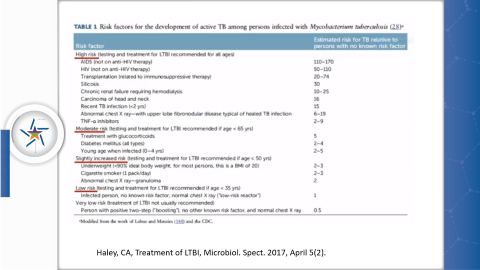 TABLE 1 Risk factors for the development of active TB among persons infected with Mycobacterium tuberculosis (28)ᵃ
Risk factor Estimated risk for TB relative to persons with no known risk factor
High risk (testing and treatment for LTBI recommended for all ages)
AIDS (not on anti-HIV therapy) 110–170
HIV (not on anti-HIV therapy) 50–110
Transplantation (related to immunosuppressive therapy) 20–74
Silicosis 30
Chronic renal failure requiring hemodialysis 10–25
Carcinoma of head and neck 16
Recent TB infection (<2 yrs) 15
Abnormal chest X ray—with upper lobe fibronodular disease typical of healed TB infection 6–19
TNF-α inhibitors 2–9
Moderate risk (testing and treatment for LTBI recommended if age < 65 yrs)
Treatment with glucocorticoids 5
Diabetes mellitus (all types) 2–4
Young age when infected (0–4 yrs) 2–5
Slightly increased risk (testing and treatment for LTBI recommended if age < 50 yrs)
Underweight (<90% ideal body weight, for most persons, this is a BMI of 20) 2–3
Cigarette smoker (1 pack/day) 2–3
Abnormal chest X ray—granuloma 2
Low risk (testing and treatment for LTBI recommended if age < 35 yrs)
Infected person, no known risk factor, normal chest X ray ("low-risk reactor") 1
Very low risk (treatment of LTBI not usually recommended)
Person with positive two-step ("boosting"), no other known risk factor, and normal chest X ray 0.5
ᵃModified from the work of and Menzies and the CDC.
Haley, CA, Treatment of LTBI, Microbiol. Spect. 2017, April 5(2).